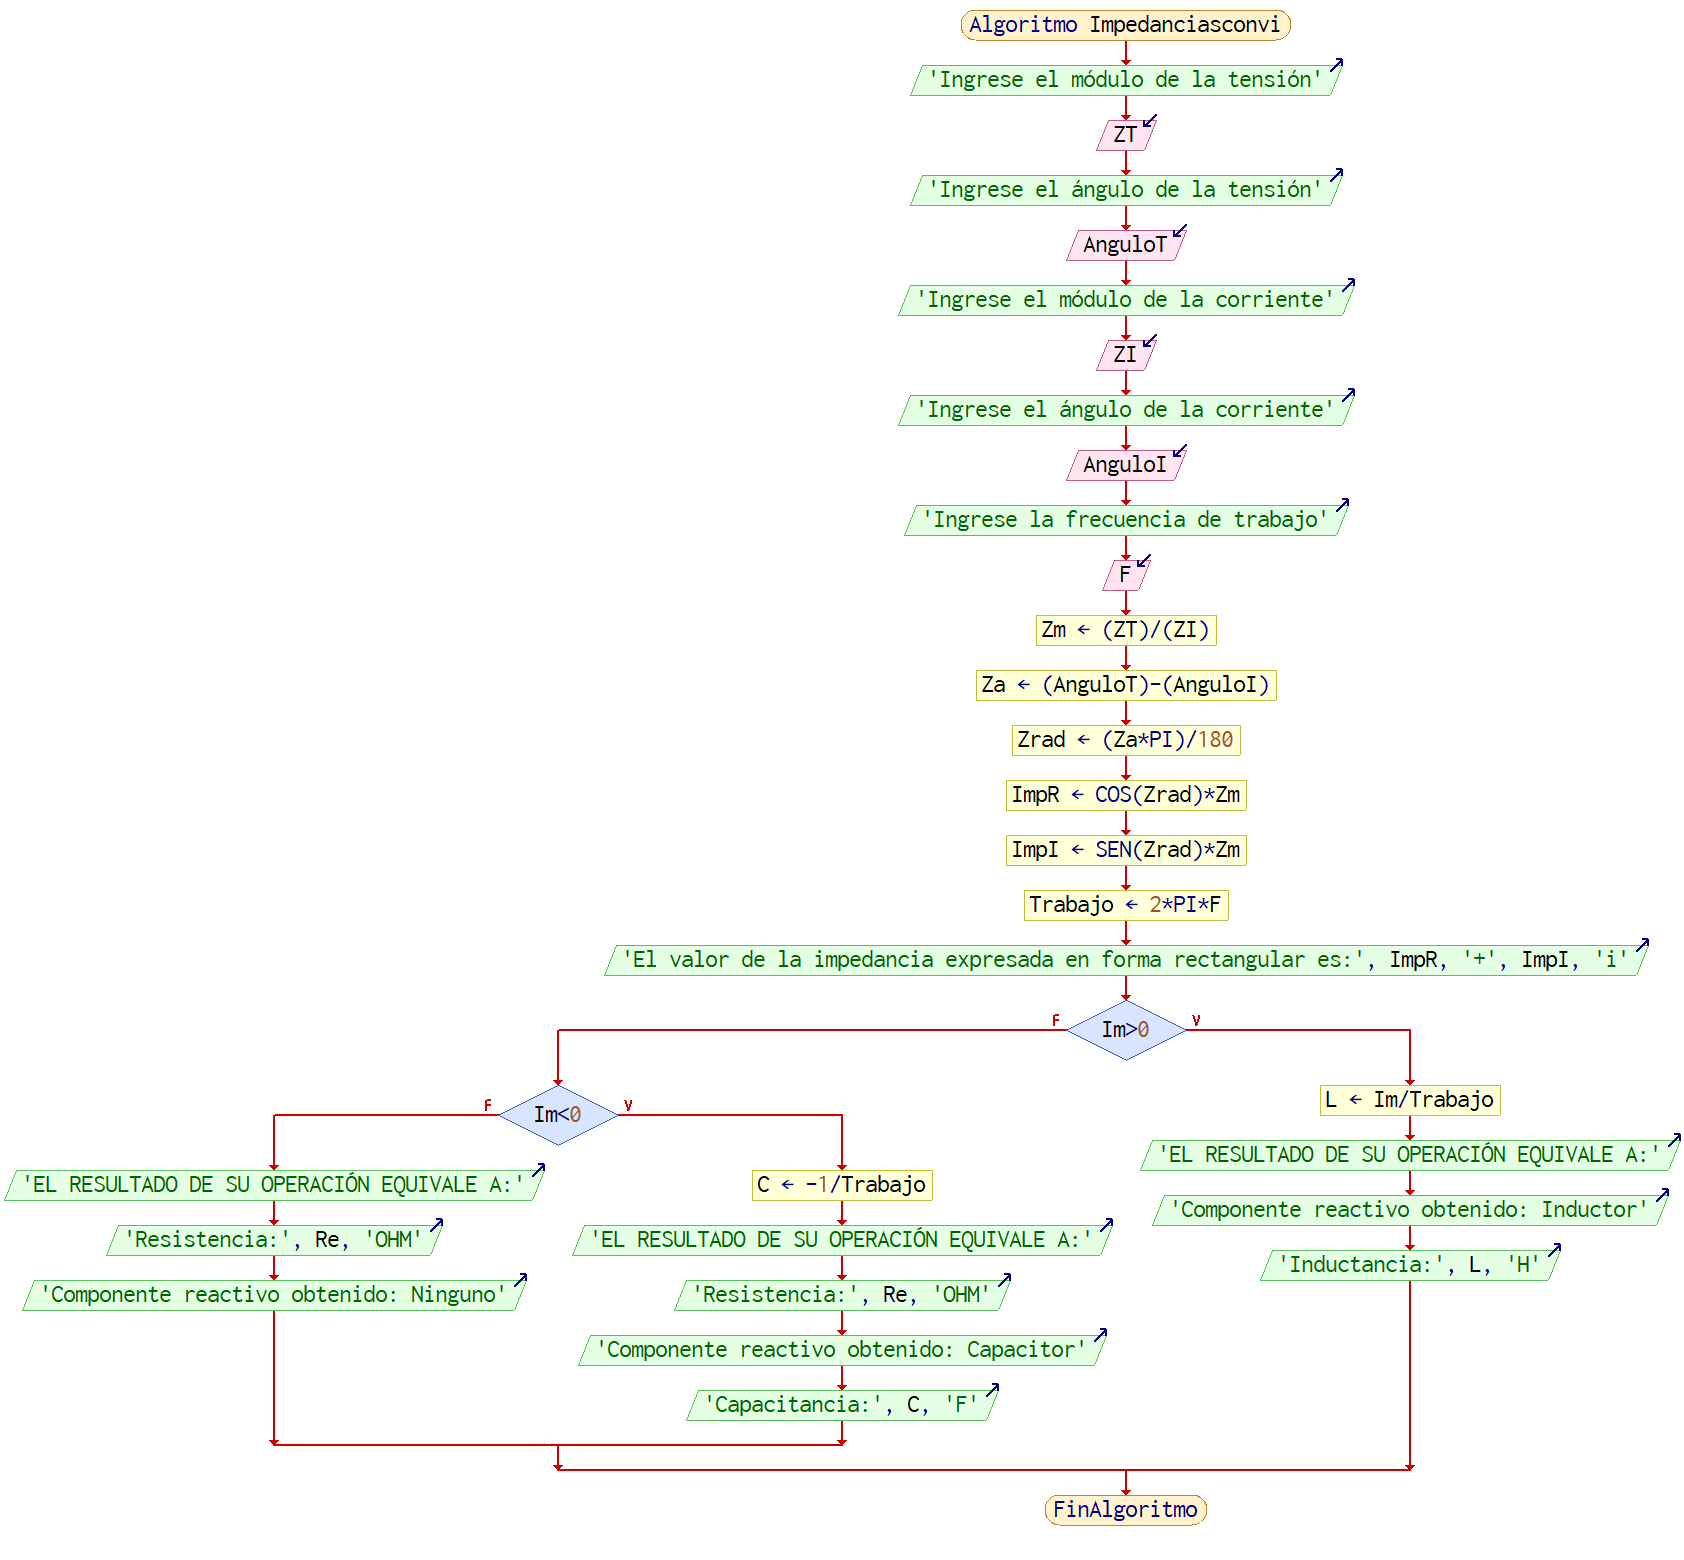 Algoritmo Impedanciasconvi
'Ingrese el módulo de la tensión'
ZT
'Ingrese el ángulo de la tensión'
AnguloT
'Ingrese el módulo de la corriente'
ZI
'Ingrese el ángulo de la corriente'
AnguloI
'Ingrese la frecuencia de trabajo'
F
Zm ← (ZT)/(ZI)
Za ← (AnguloT)-(AnguloI)
Zrad ← (Za*PI)/180
ImpR ← COS(Zrad)*Zm
ImpI ← SEN(Zrad)*Zm
Trabajo ← 2*PI*F
'El valor de la impedancia expresada en forma rectangular es:', ImpR, '+', ImpI, 'i'
F
Im>0
V
F
Im<0
V
'EL RESULTADO DE SU OPERACIÓN EQUIVALE A:'
'Resistencia:', Re, 'OHM'
'Componente reactivo obtenido: Ninguno'
C ← -1/Trabajo
'EL RESULTADO DE SU OPERACIÓN EQUIVALE A:'
'Resistencia:', Re, 'OHM'
'Componente reactivo obtenido: Capacitor'
'Capacitancia:', C, 'F'
L ← Im/Trabajo
'EL RESULTADO DE SU OPERACIÓN EQUIVALE A:'
'Componente reactivo obtenido: Inductor'
'Inductancia:', L, 'H'
FinAlgoritmo